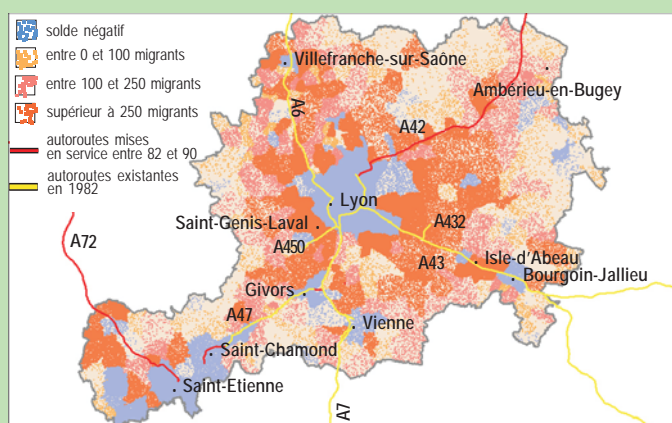 solde négatif
entre 0 et 100 migrants
entre 100 et 250 migrants
supérieur à 250 migrants
autoroutes mises
en service entre 82 et 90
autoroutes existantes
en 1982
Villefranche-sur-Saône
Ambérieu-en-Bugey
A6
A42
Lyon
Saint-Genis-Laval
A432
A450
A72
A43
Isle-d'Abeau
Bourgoin-Jallieu
Givors
A47
Vienne
Saint-Chamond
Saint-Etienne
A7